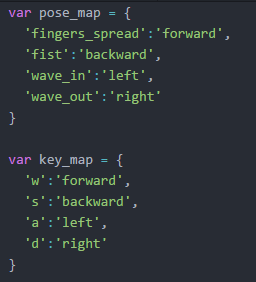 var pose_map = {
  'fingers_spread':'forward',
  'fist':'backward',
  'wave_in':'left',
  'wave_out':'right'
}
var key_map = {
  'w':'forward',
  's':'backward',
  'a':'left',
  'd':'right'
}